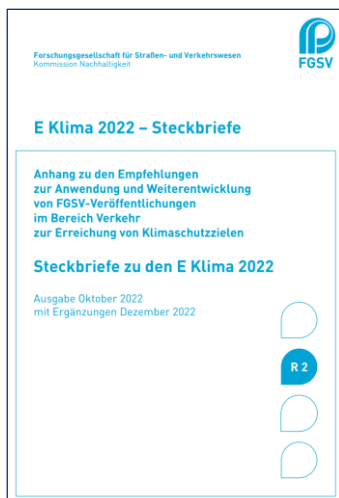 FGSV
Forschungsgesellschaft für Straßen- und Verkehrswesen
Kommission Nachhaltigkeit
E Klima 2022 – Steckbriefe
Anhang zu den Empfehlungen
zur Anwendung und Weiterentwicklung
von FGSV-Veröffentlichungen
im Bereich Verkehr
zur Erreichung von Klimaschutzzielen
Steckbriefe zu den E Klima 2022
Ausgabe Oktober 2022
mit Ergänzungen Dezember 2022
R 2